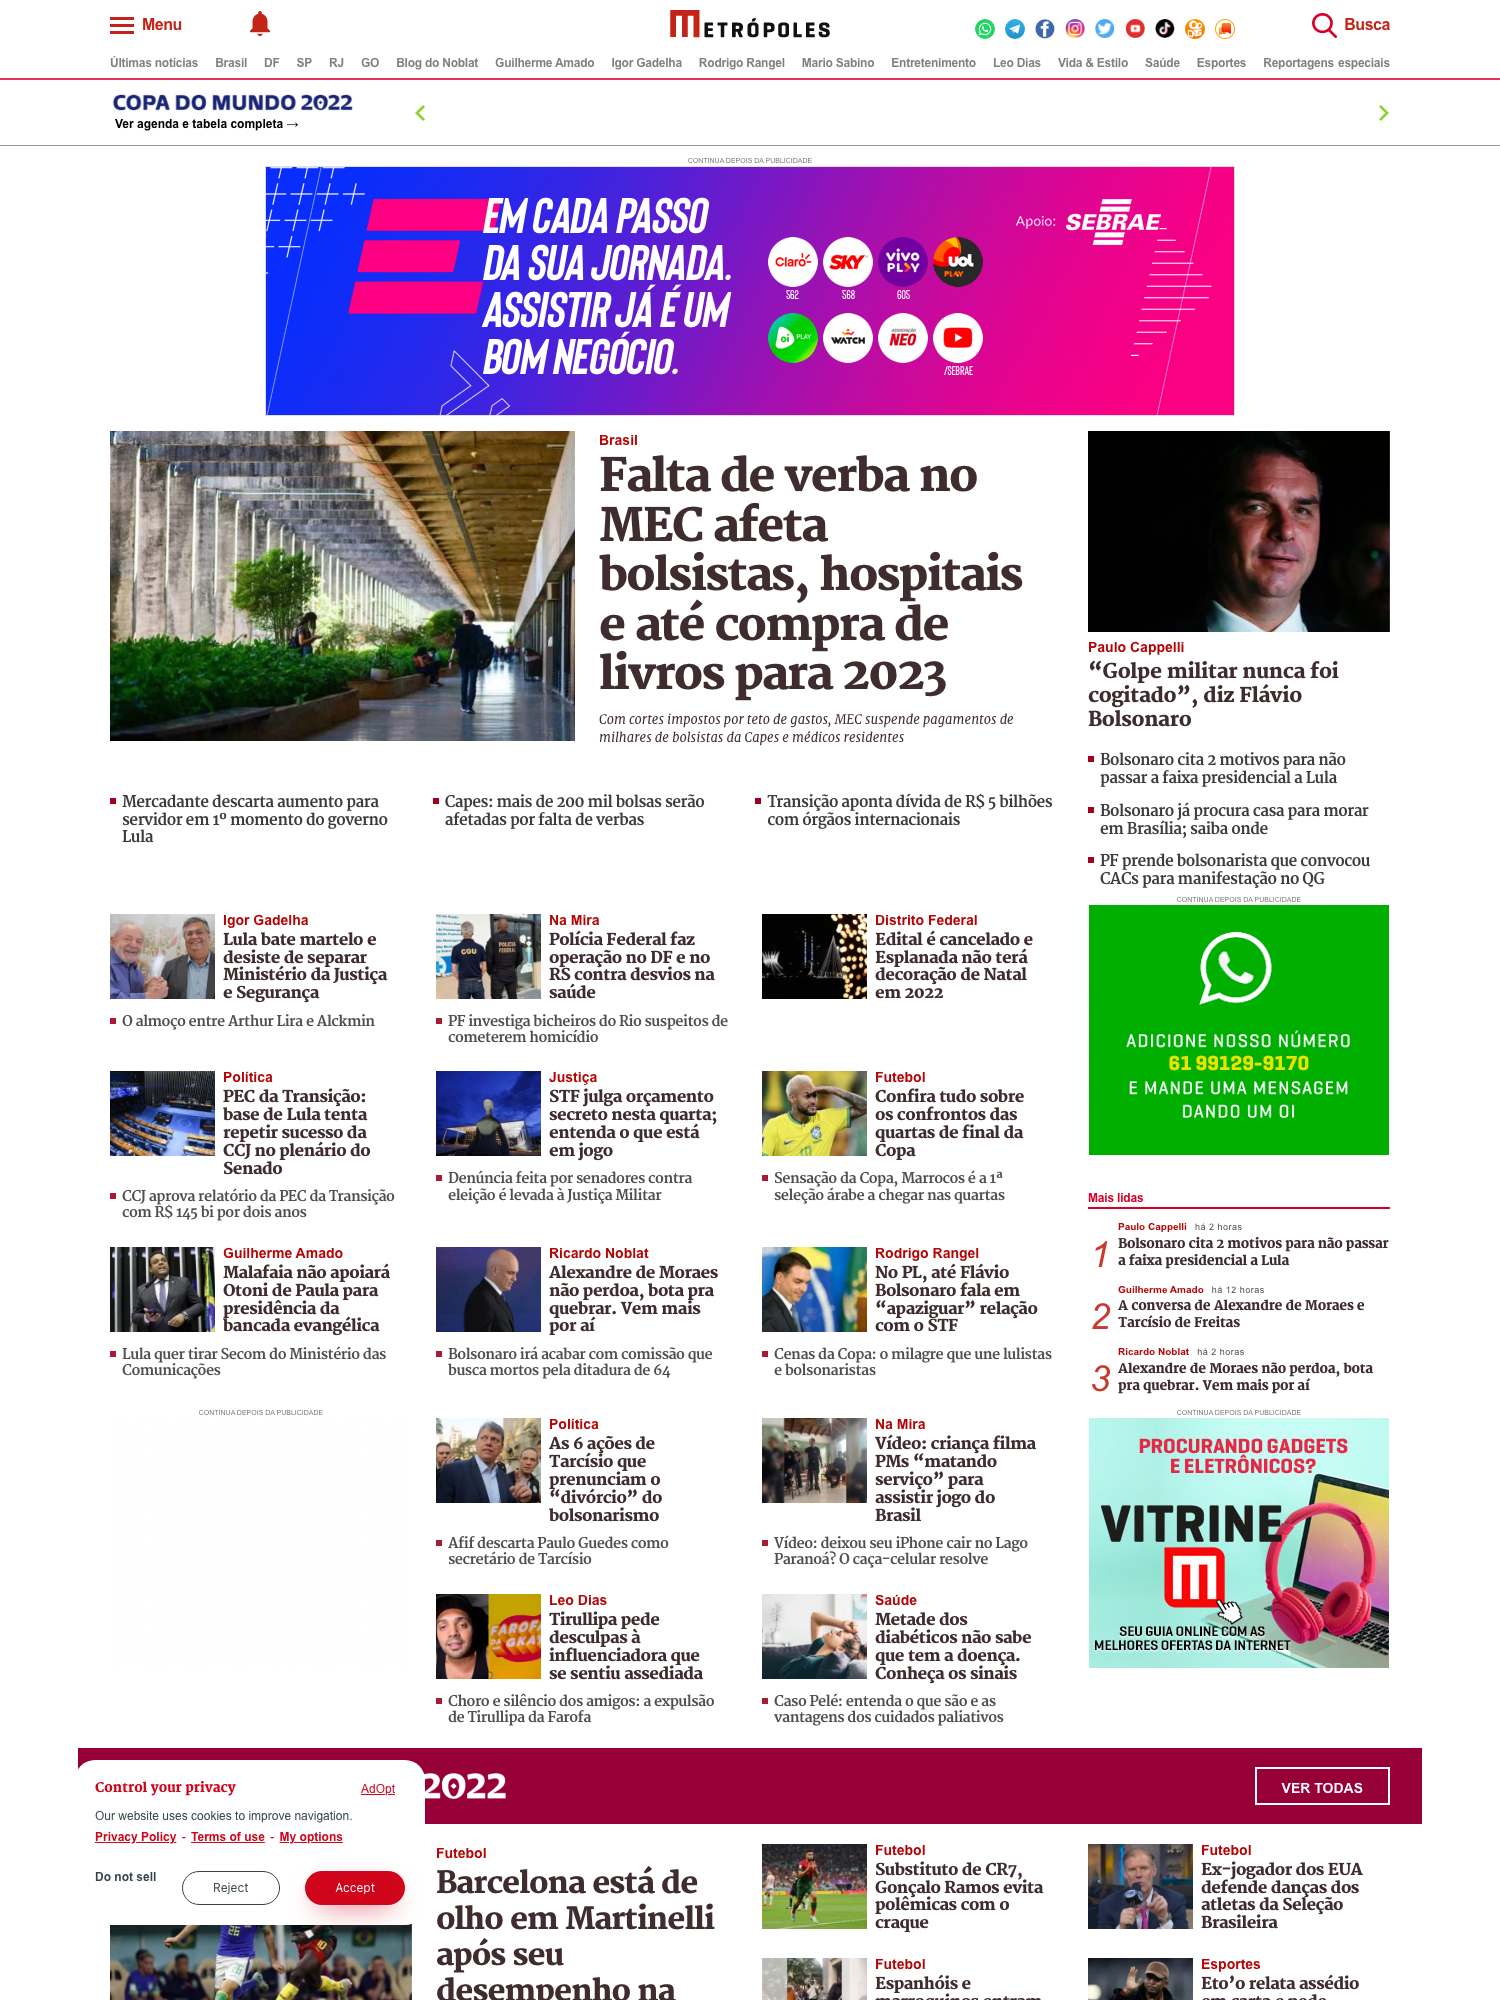 Menu
METRÓPOLES
Busca
Últimas notícias Brasil DF SP RJ GO Blog do Noblat Guilherme Amado Igor Gadelha Rodrigo Rangel Mario Sabino Entretenimento Leo Dias Vida & Estilo Saúde Esportes Reportagens especiais
COPA DO MUNDO 2022
Ver agenda e tabela completa →
CONTINUA DEPOIS DA PUBLICIDADE
EM CADA PASSO
DA SUA JORNADA.
ASSISTIR JÁ É UM
BOM NEGÓCIO.
Claro
SKY
vivo PLAY
UOL PLAY
562 568 605
oi PLAY
WATCH
ASSOCIAÇÃO NEO
/SEBRAE
Apoio: SEBRAE
Brasil
Falta de verba no
MEC afeta
bolsistas, hospitais
e até compra de
livros para 2023
Com cortes impostos por teto de gastos, MEC suspende pagamentos de
milhares de bolsistas da Capes e médicos residentes
Mercadante descarta aumento para
servidor em 1º momento do governo
Lula
Capes: mais de 200 mil bolsas serão
afetadas por falta de verbas
Transição aponta dívida de R$ 5 bilhões
com órgãos internacionais
Paulo Cappelli
“Golpe militar nunca foi
cogitado”, diz Flávio
Bolsonaro
Bolsonaro cita 2 motivos para não
passar a faixa presidencial a Lula
Bolsonaro já procura casa para morar
em Brasília; saiba onde
PF prende bolsonarista que convocou
CACs para manifestação no QG
CONTINUA DEPOIS DA PUBLICIDADE
ADICIONE NOSSO NÚMERO
61 99129-9170
E MANDE UMA MENSAGEM
DANDO UM OI
Igor Gadelha
Lula bate martelo e
desiste de separar
Ministério da Justiça
e Segurança
O almoço entre Arthur Lira e Alckmin
CGU
POLÍCIA FEDERAL
Na Mira
Polícia Federal faz
operação no DF e no
RS contra desvios na
saúde
PF investiga bicheiros do Rio suspeitos de
cometerem homicídio
Distrito Federal
Edital é cancelado e
Esplanada não terá
decoração de Natal
em 2022
Política
PEC da Transição:
base de Lula tenta
repetir sucesso da
CCJ no plenário do
Senado
CCJ aprova relatório da PEC da Transição
com R$ 145 bi por dois anos
Justiça
STF julga orçamento
secreto nesta quarta;
entenda o que está
em jogo
Denúncia feita por senadores contra
eleição é levada à Justiça Militar
Futebol
Confira tudo sobre
os confrontos das
quartas de final da
Copa
Sensação da Copa, Marrocos é a 1ª
seleção árabe a chegar nas quartas
Guilherme Amado
Malafaia não apoiará
Otoni de Paula para
presidência da
bancada evangélica
Lula quer tirar Secom do Ministério das
Comunicações
Ricardo Noblat
Alexandre de Moraes
não perdoa, bota pra
quebrar. Vem mais
por aí
Bolsonaro irá acabar com comissão que
busca mortos pela ditadura de 64
Rodrigo Rangel
No PL, até Flávio
Bolsonaro fala em
“apaziguar” relação
com o STF
Cenas da Copa: o milagre que une lulistas
e bolsonaristas
Mais lidas
1
Paulo Cappelli há 2 horas
Bolsonaro cita 2 motivos para não passar
a faixa presidencial a Lula
2
Guilherme Amado há 12 horas
A conversa de Alexandre de Moraes e
Tarcísio de Freitas
3
Ricardo Noblat há 2 horas
Alexandre de Moraes não perdoa, bota
pra quebrar. Vem mais por aí
CONTINUA DEPOIS DA PUBLICIDADE
CONTINUA DEPOIS DA PUBLICIDADE
PROCURANDO GADGETS
E ELETRÔNICOS?
VITRINE
M
SEU GUIA ONLINE COM AS
MELHORES OFERTAS DA INTERNET
Política
As 6 ações de
Tarcísio que
prenunciam o
“divórcio” do
bolsonarismo
Afif descarta Paulo Guedes como
secretário de Tarcísio
Na Mira
Vídeo: criança filma
PMs “matando
serviço” para
assistir jogo do
Brasil
Vídeo: deixou seu iPhone cair no Lago
Paranoá? O caça-celular resolve
FAROFA
DA GKAY
Leo Dias
Tirullipa pede
desculpas à
influenciadora que
se sentiu assediada
Choro e silêncio dos amigos: a expulsão
de Tirullipa da Farofa
Saúde
Metade dos
diabéticos não sabe
que tem a doença.
Conheça os sinais
Caso Pelé: entenda o que são e as
vantagens dos cuidados paliativos
2022
VER TODAS
Control your privacy
AdOpt
Our website uses cookies to improve navigation.
Privacy Policy - Terms of use - My options
Do not sell
Reject
Accept
Futebol
Barcelona está de
olho em Martinelli
após seu
desempenho na
Futebol
Substituto de CR7,
Gonçalo Ramos evita
polêmicas com o
craque
Futebol
Ex-jogador dos EUA
defende danças dos
atletas da Seleção
Brasileira
Futebol
Espanhóis e
marroquinos entram
Esportes
Eto’o relata assédio
em carta e pede